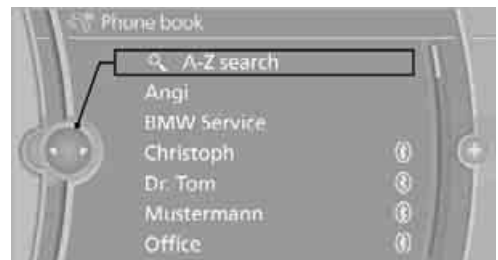 Phone book
A-Z search
Angi
BMW Service
Christoph
Dr. Tom
Mustermann
Office